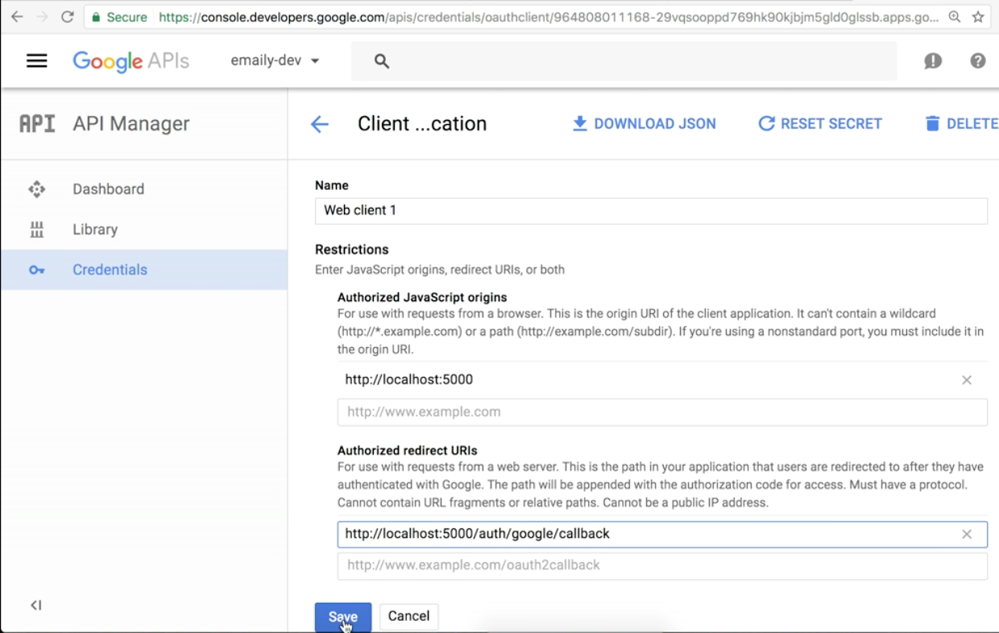 Secure https://console.developers.google.com/apis/credentials/oauthclient/964808011168-29vqsooppd769hk90kjbjm5gld0glssb.apps.go...
Google APIs emaily-dev
API API Manager
Client ...cation DOWNLOAD JSON RESET SECRET DELETE
Dashboard
Library
Credentials
Name
Web client 1
Restrictions
Enter JavaScript origins, redirect URIs, or both
Authorized JavaScript origins
For use with requests from a browser. This is the origin URI of the client application. It can't contain a wildcard
(http://*.example.com) or a path (http://example.com/subdir). If you're using a nonstandard port, you must include it in
the origin URI.
http://localhost:5000
http://www.example.com
Authorized redirect URIs
For use with requests from a web server. This is the path in your application that users are redirected to after they have
authenticated with Google. The path will be appended with the authorization code for access. Must have a protocol.
Cannot contain URL fragments or relative paths. Cannot be a public IP address.
http://localhost:5000/auth/google/callback
http://www.example.com/oauth2callback
Save Cancel